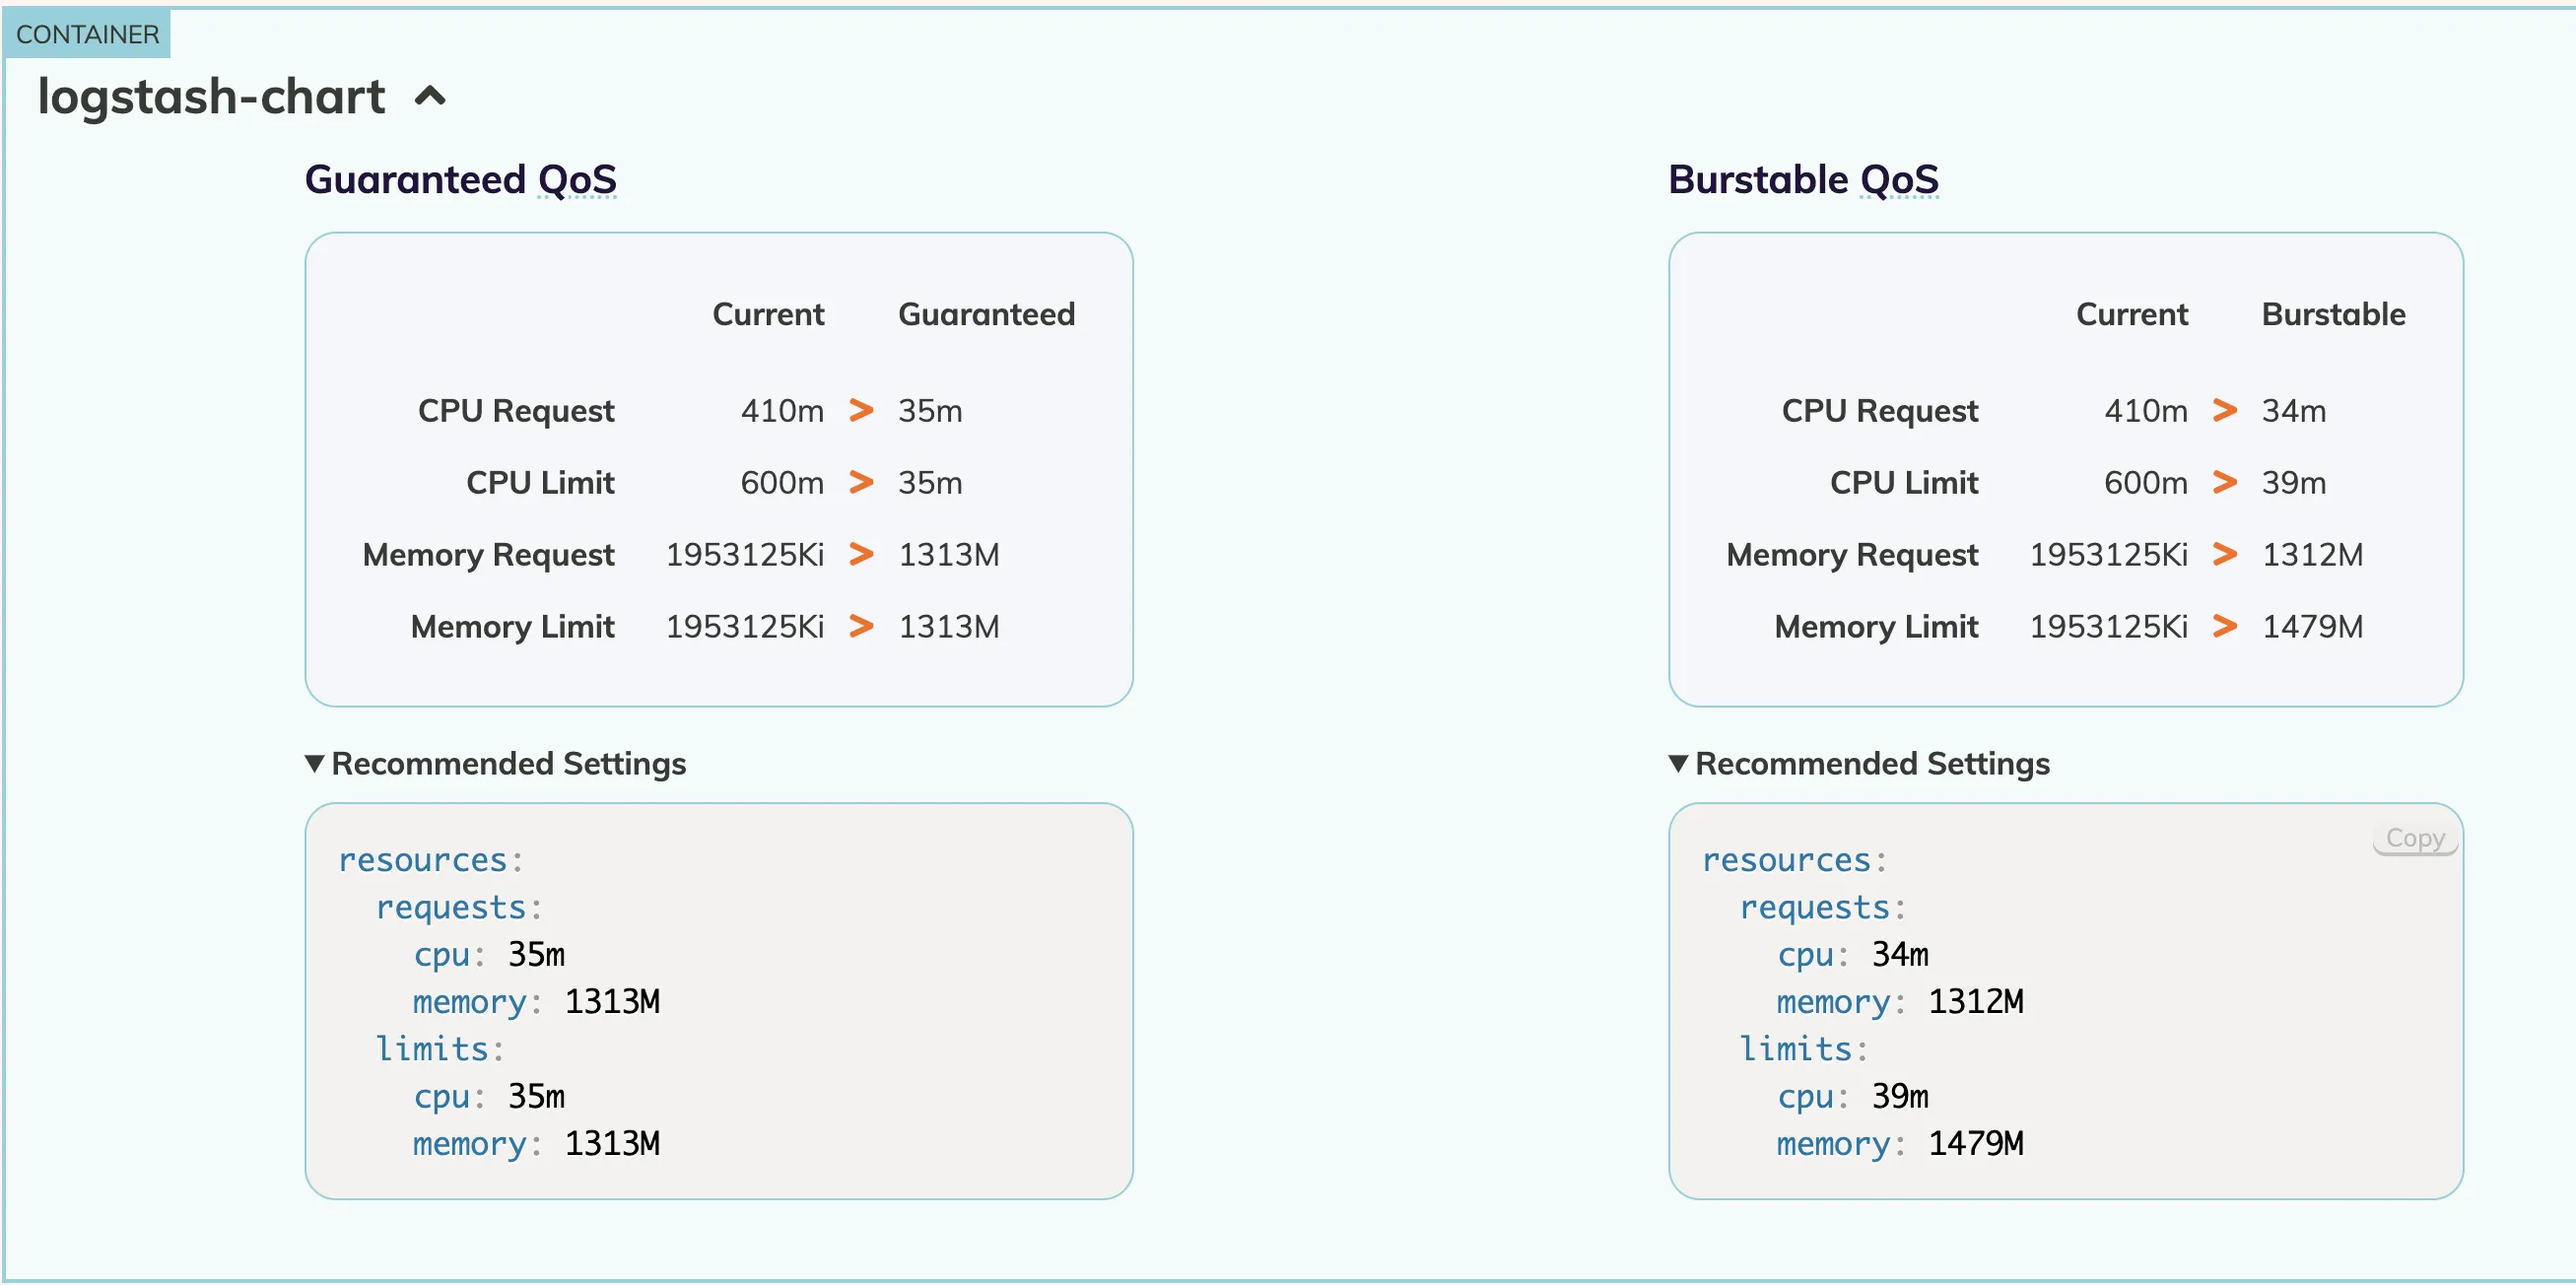 CONTAINER
logstash-chart
Guaranteed QoS
Current Guaranteed
CPU Request 410m > 35m
CPU Limit 600m > 35m
Memory Request 1953125Ki > 1313M
Memory Limit 1953125Ki > 1313M
Recommended Settings
resources:
requests:
cpu: 35m
memory: 1313M
limits:
cpu: 35m
memory: 1313M
Burstable QoS
Current Burstable
CPU Request 410m > 34m
CPU Limit 600m > 39m
Memory Request 1953125Ki > 1312M
Memory Limit 1953125Ki > 1479M
Recommended Settings
Copy
resources:
requests:
cpu: 34m
memory: 1312M
limits:
cpu: 39m
memory: 1479M